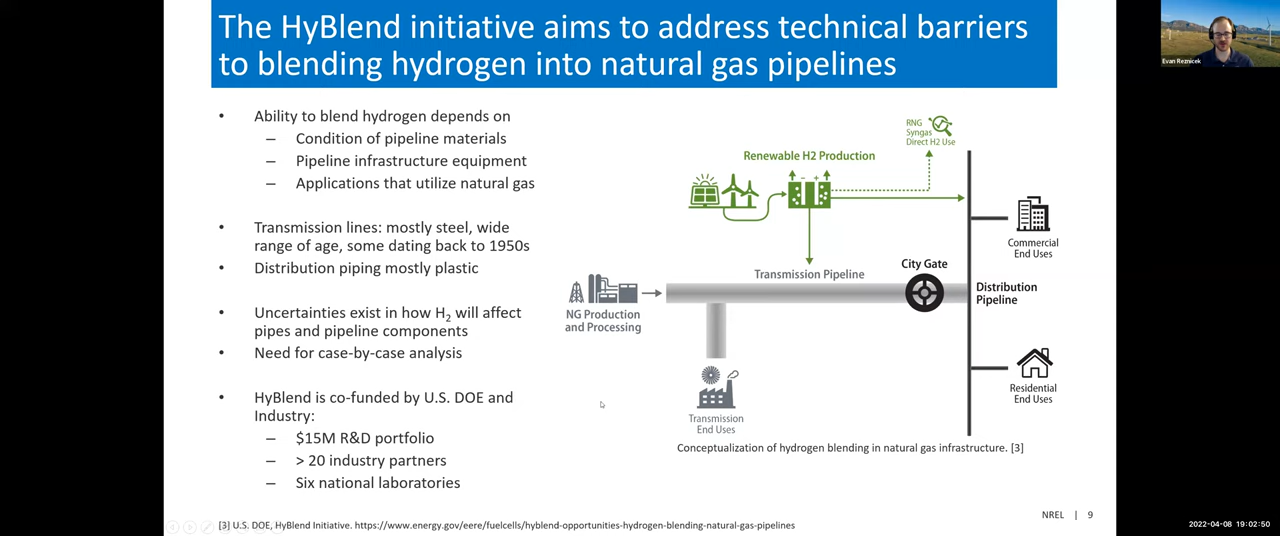 The HyBlend initiative aims to address technical barriers
to blending hydrogen into natural gas pipelines
• Ability to blend hydrogen depends on
– Condition of pipeline materials
– Pipeline infrastructure equipment
– Applications that utilize natural gas
• Transmission lines: mostly steel, wide
range of age, some dating back to 1950s
• Distribution piping mostly plastic
• Uncertainties exist in how H2 will affect
pipes and pipeline components
• Need for case-by-case analysis
• HyBlend is co-funded by U.S. DOE and
Industry:
– $15M R&D portfolio
– > 20 industry partners
– Six national laboratories
RNG
Syngas
Direct H2 Use
Renewable H2 Production
Commercial
End Uses
Transmission Pipeline
City Gate
Distribution
Pipeline
NG Production
and Processing
Residential
End Uses
Transmission
End Uses
Conceptualization of hydrogen blending in natural gas infrastructure. [3]
[3] U.S. DOE, HyBlend Initiative. https://www.energy.gov/eere/fuelcells/hyblend-opportunities-hydrogen-blending-natural-gas-pipelines
NREL | 9
Evan Reznicek
2022-04-08 19:02:50